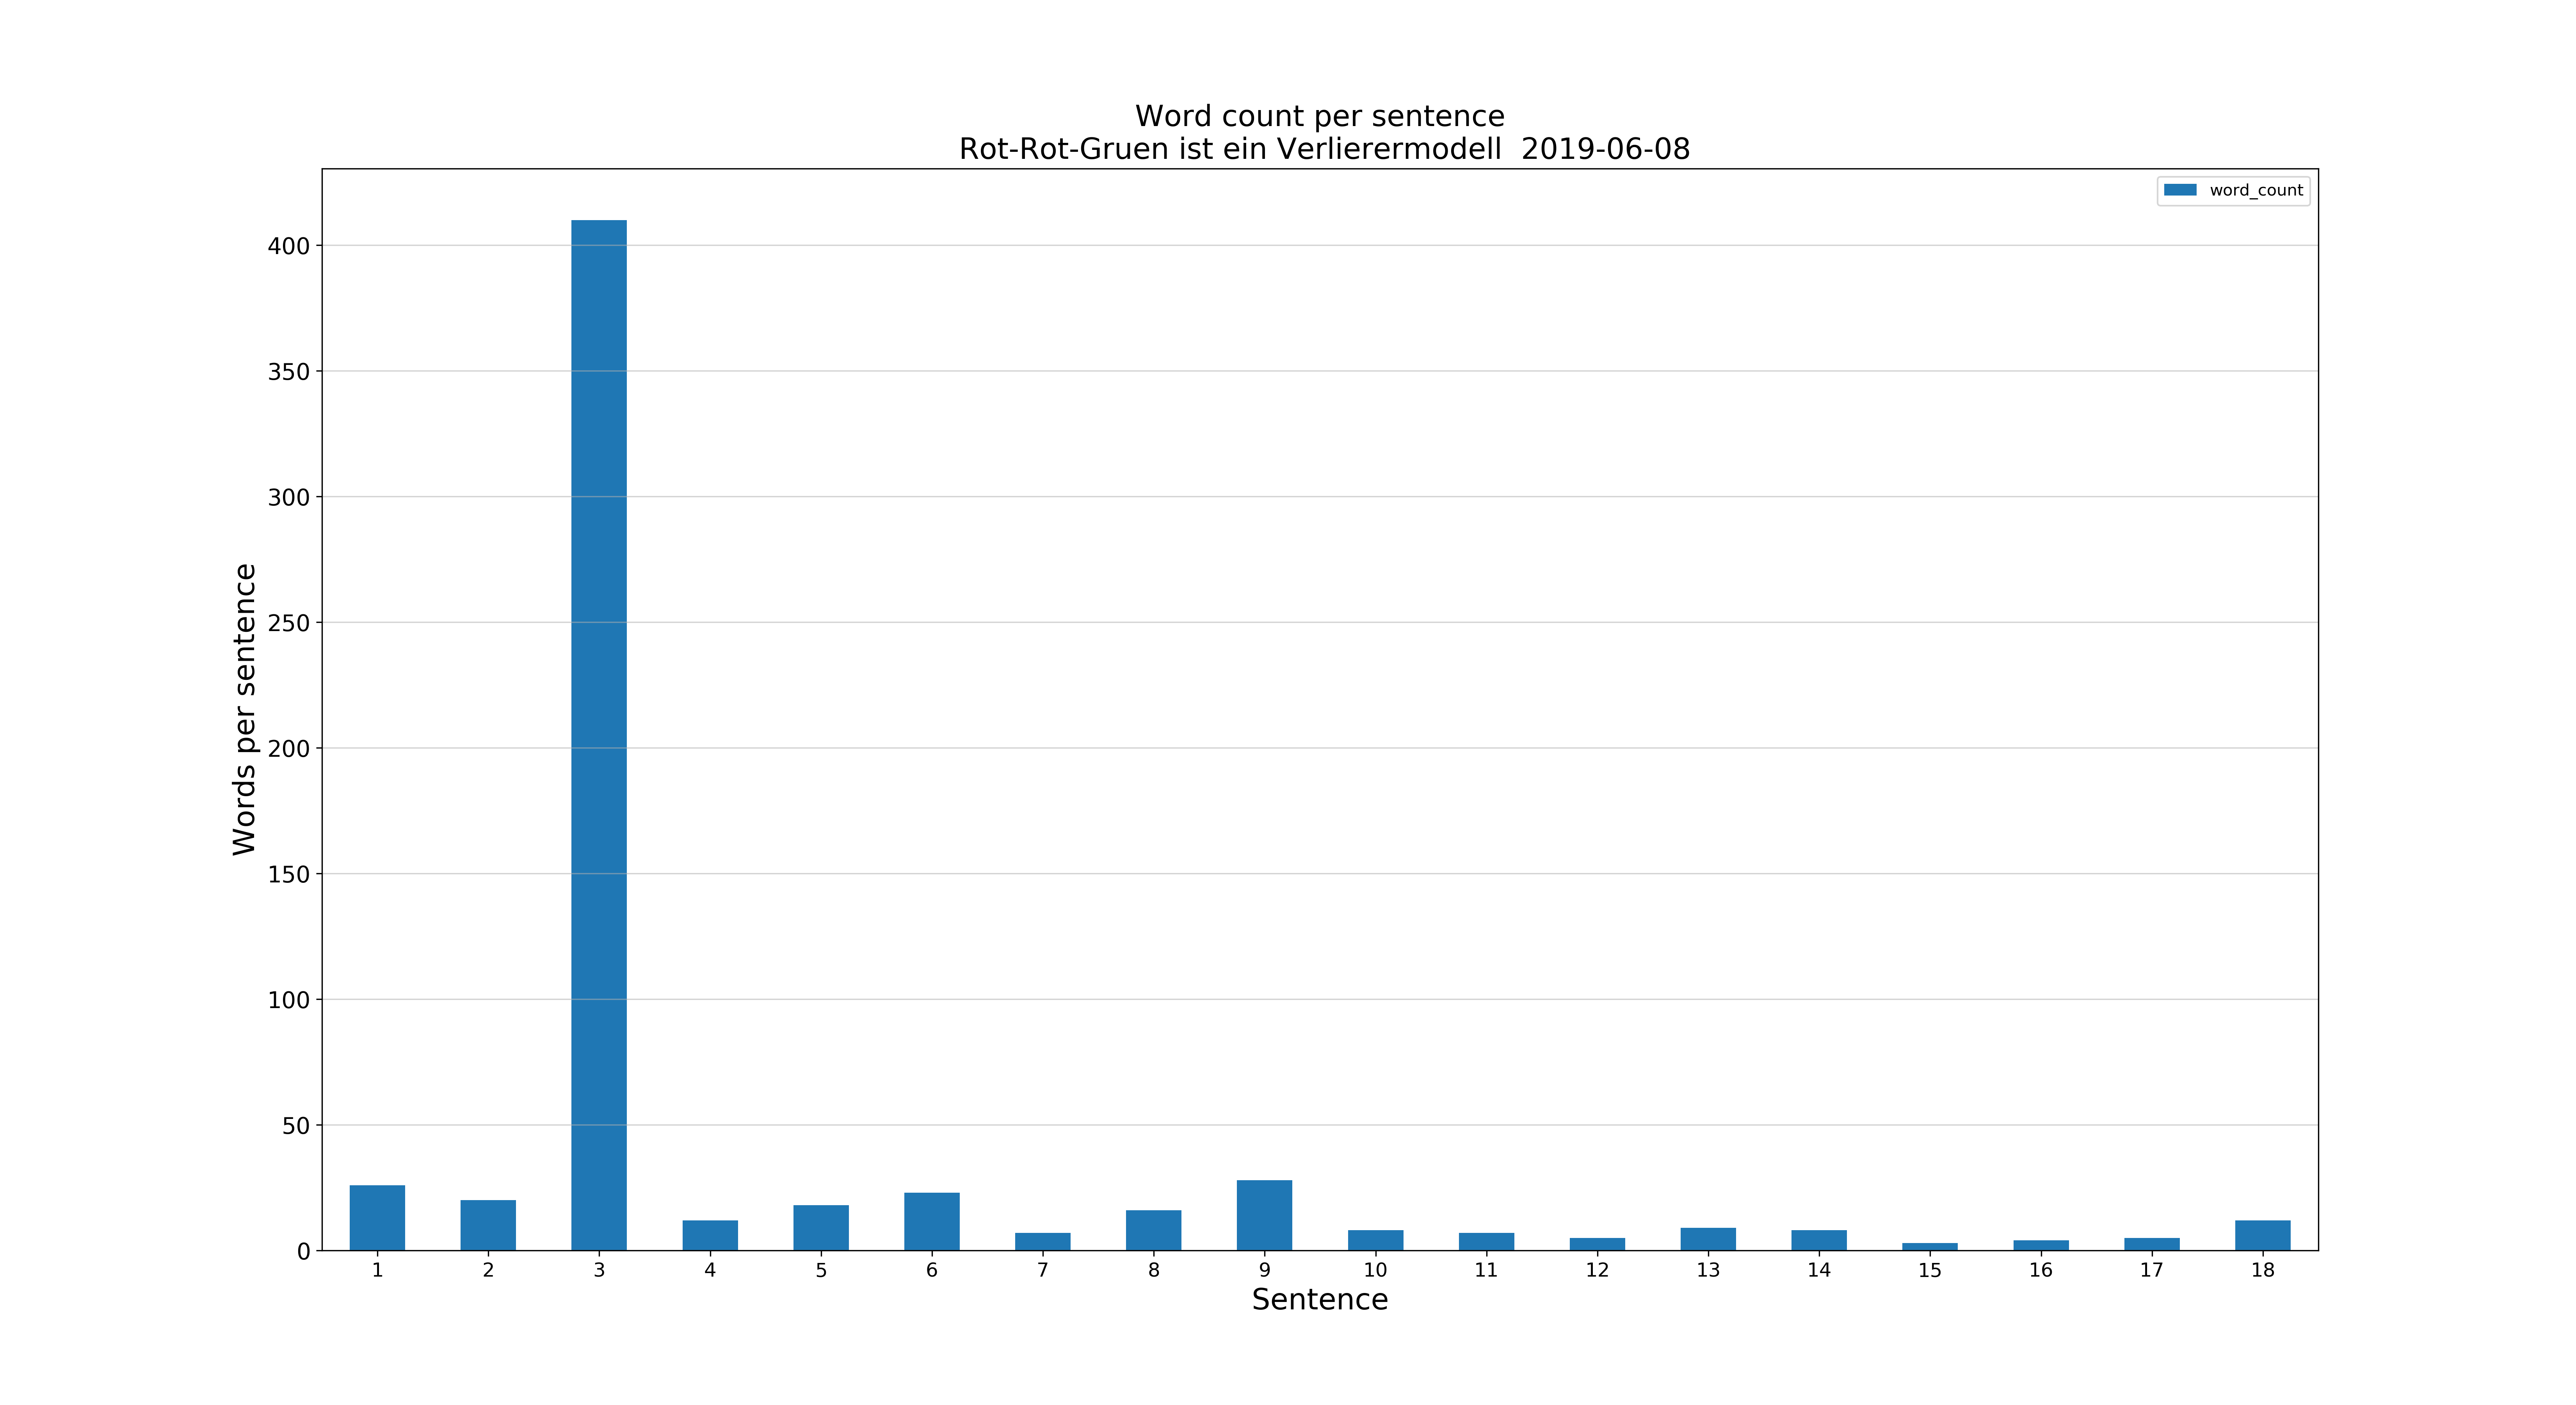 Word count per sentence
Rot-Rot-Gruen ist ein Verlierermodell  2019-06-08
word_count
400
350
300
250
200
150
100
50
0
Words per sentence
1 2 3 4 5 6 7 8 9 10 11 12 13 14 15 16 17 18
Sentence